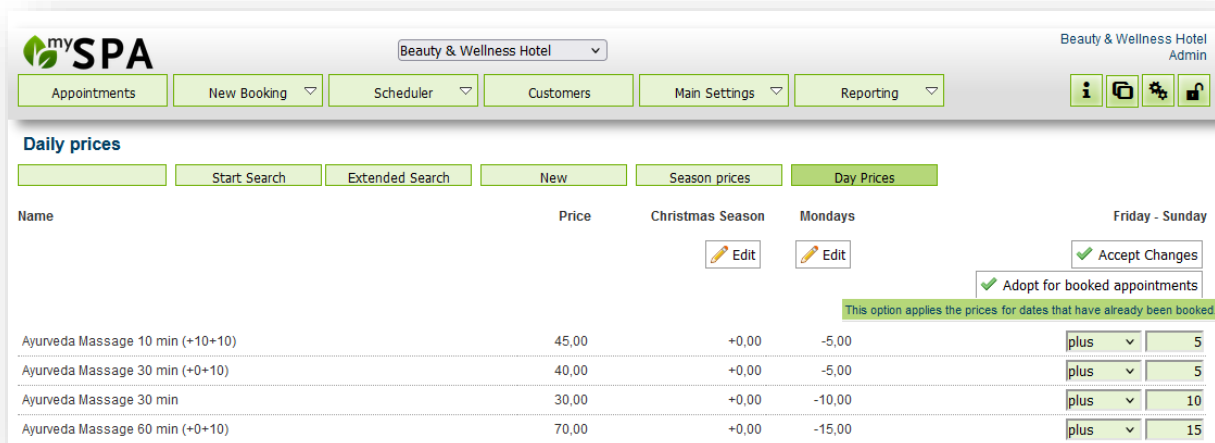 mySPA
Beauty & Wellness Hotel
Beauty & Wellness Hotel
Admin
Appointments New Booking Scheduler Customers Main Settings Reporting
Daily prices
Start Search Extended Search New Season prices Day Prices
Name Price Christmas Season Mondays Friday - Sunday
Edit Edit Accept Changes
Adopt for booked appointments
This option applies the prices for dates that have already been booked
Ayurveda Massage 10 min (+10+10) 45,00 +0,00 -5,00 plus 5
Ayurveda Massage 30 min (+0+10) 40,00 +0,00 -5,00 plus 5
Ayurveda Massage 30 min 30,00 +0,00 -10,00 plus 10
Ayurveda Massage 60 min (+0+10) 70,00 +0,00 -15,00 plus 15